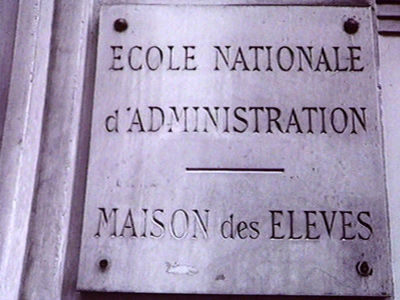 ECOLE NATIONALE
d'ADMINISTRATION
MAISON des ELEVES